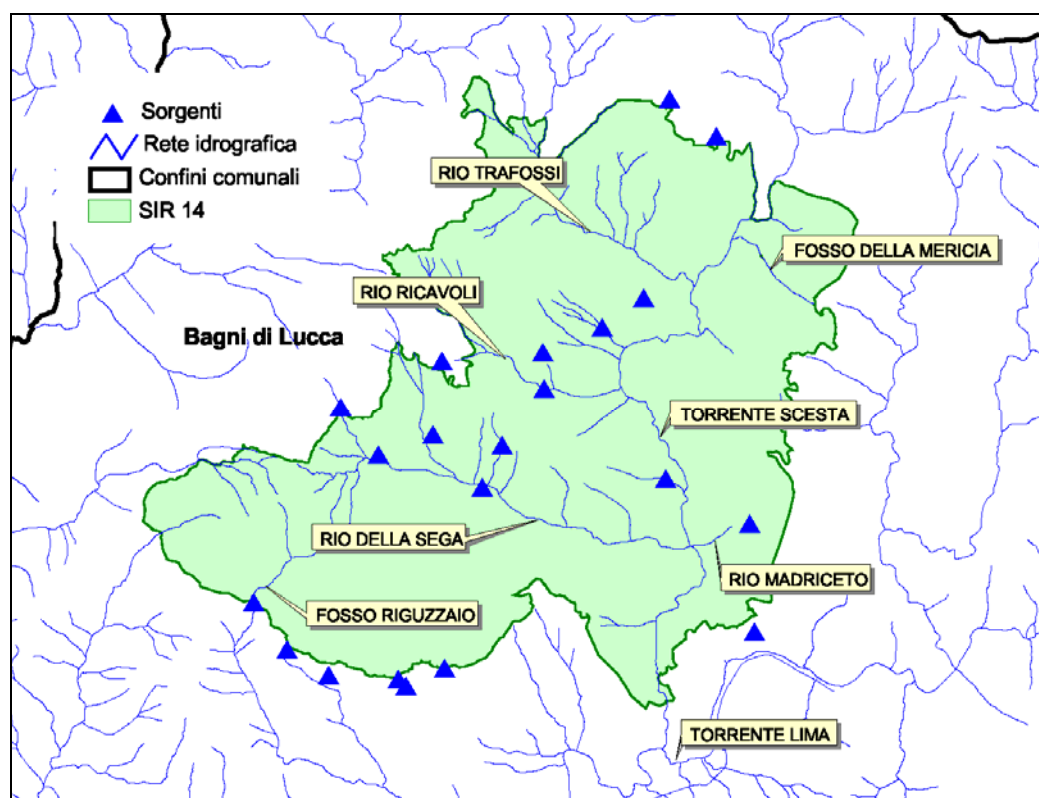 Sorgenti
Rete idrografica
Confini comunali
SIR 14
RIO TRAFOSSI
FOSSO DELLA MERICIA
RIO RICAVOLI
Bagni di Lucca
TORRENTE SCESTA
RIO DELLA SEGA
RIO MADRICETO
FOSSO RIGUZZAIO
TORRENTE LIMA